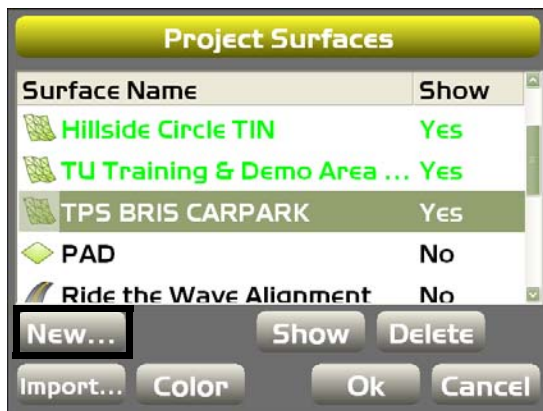 Project Surfaces
Surface Name Show
Hillside Circle TIN Yes
TU Training & Demo Area ... Yes
TPS BRIS CARPARK Yes
PAD No
Ride the Wave Alignment No
New... Show Delete
Import... Color Ok Cancel